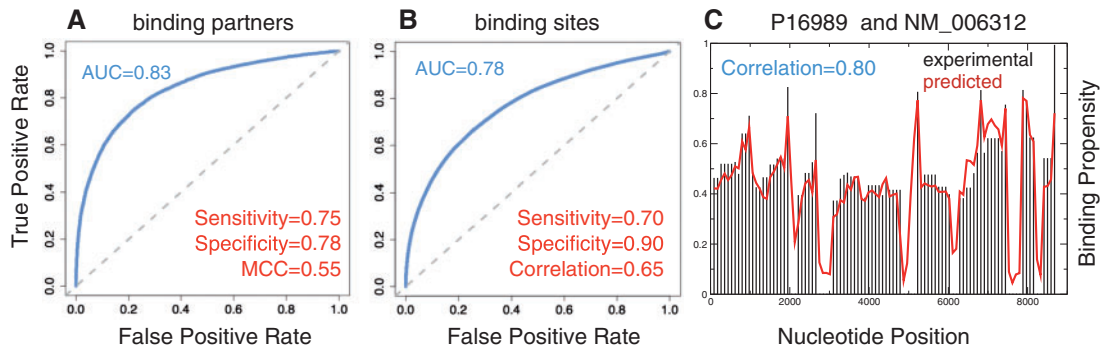 A binding partners
True Positive Rate
1.0
0.8
0.6
0.4
0.2
0.0
AUC=0.83
Sensitivity=0.75
Specificity=0.78
MCC=0.55
0.0 0.2 0.4 0.6 0.8 1.0
False Positive Rate
B binding sites
1.0
0.8
0.6
0.4
0.2
0.0
AUC=0.78
Sensitivity=0.70
Specificity=0.90
Correlation=0.65
0.0 0.2 0.4 0.6 0.8 1.0
False Positive Rate
C P16989 and NM_006312
1
0.8
0.6
0.4
0.2
0
Correlation=0.80
experimental
predicted
Binding Propensity
0 2000 4000 6000 8000
Nucleotide Position